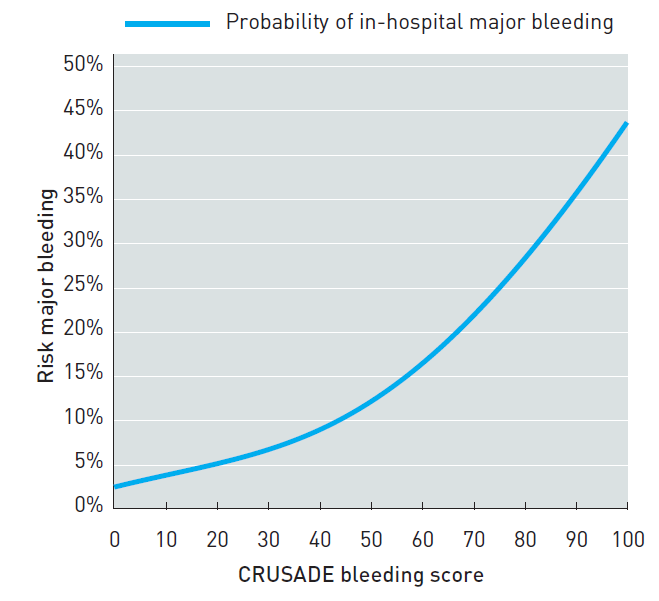 Probability of in-hospital major bleeding
50%
45%
40%
35%
30%
25%
20%
15%
10%
5%
0%
Risk major bleeding
0 10 20 30 40 50 60 70 80 90 100
CRUSADE bleeding score